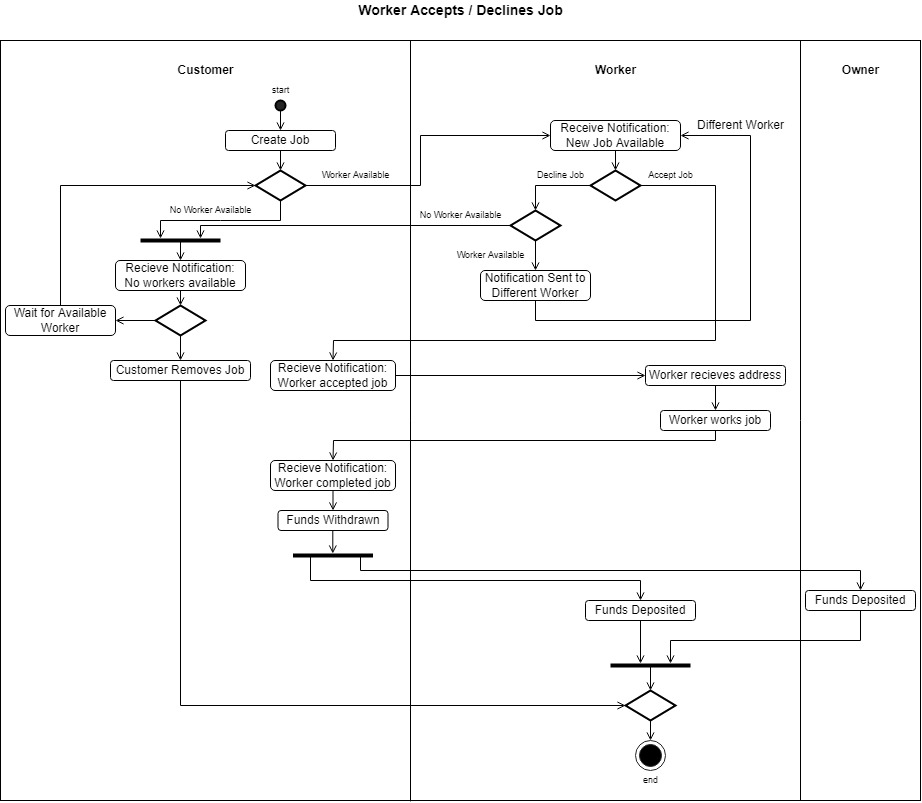 Worker Accepts / Declines Job
Customer
Worker
Owner
start
Create Job
Worker Available
No Worker Available
Receive Notification:
New Job Available
Different Worker
Decline Job
Accept Job
No Worker Available
Worker Available
Notification Sent to
Different Worker
Recieve Notification:
No workers available
Wait for Available
Worker
Customer Removes Job
Recieve Notification:
Worker accepted job
Worker recieves address
Worker works job
Recieve Notification:
Worker completed job
Funds Withdrawn
Funds Deposited
Funds Deposited
end